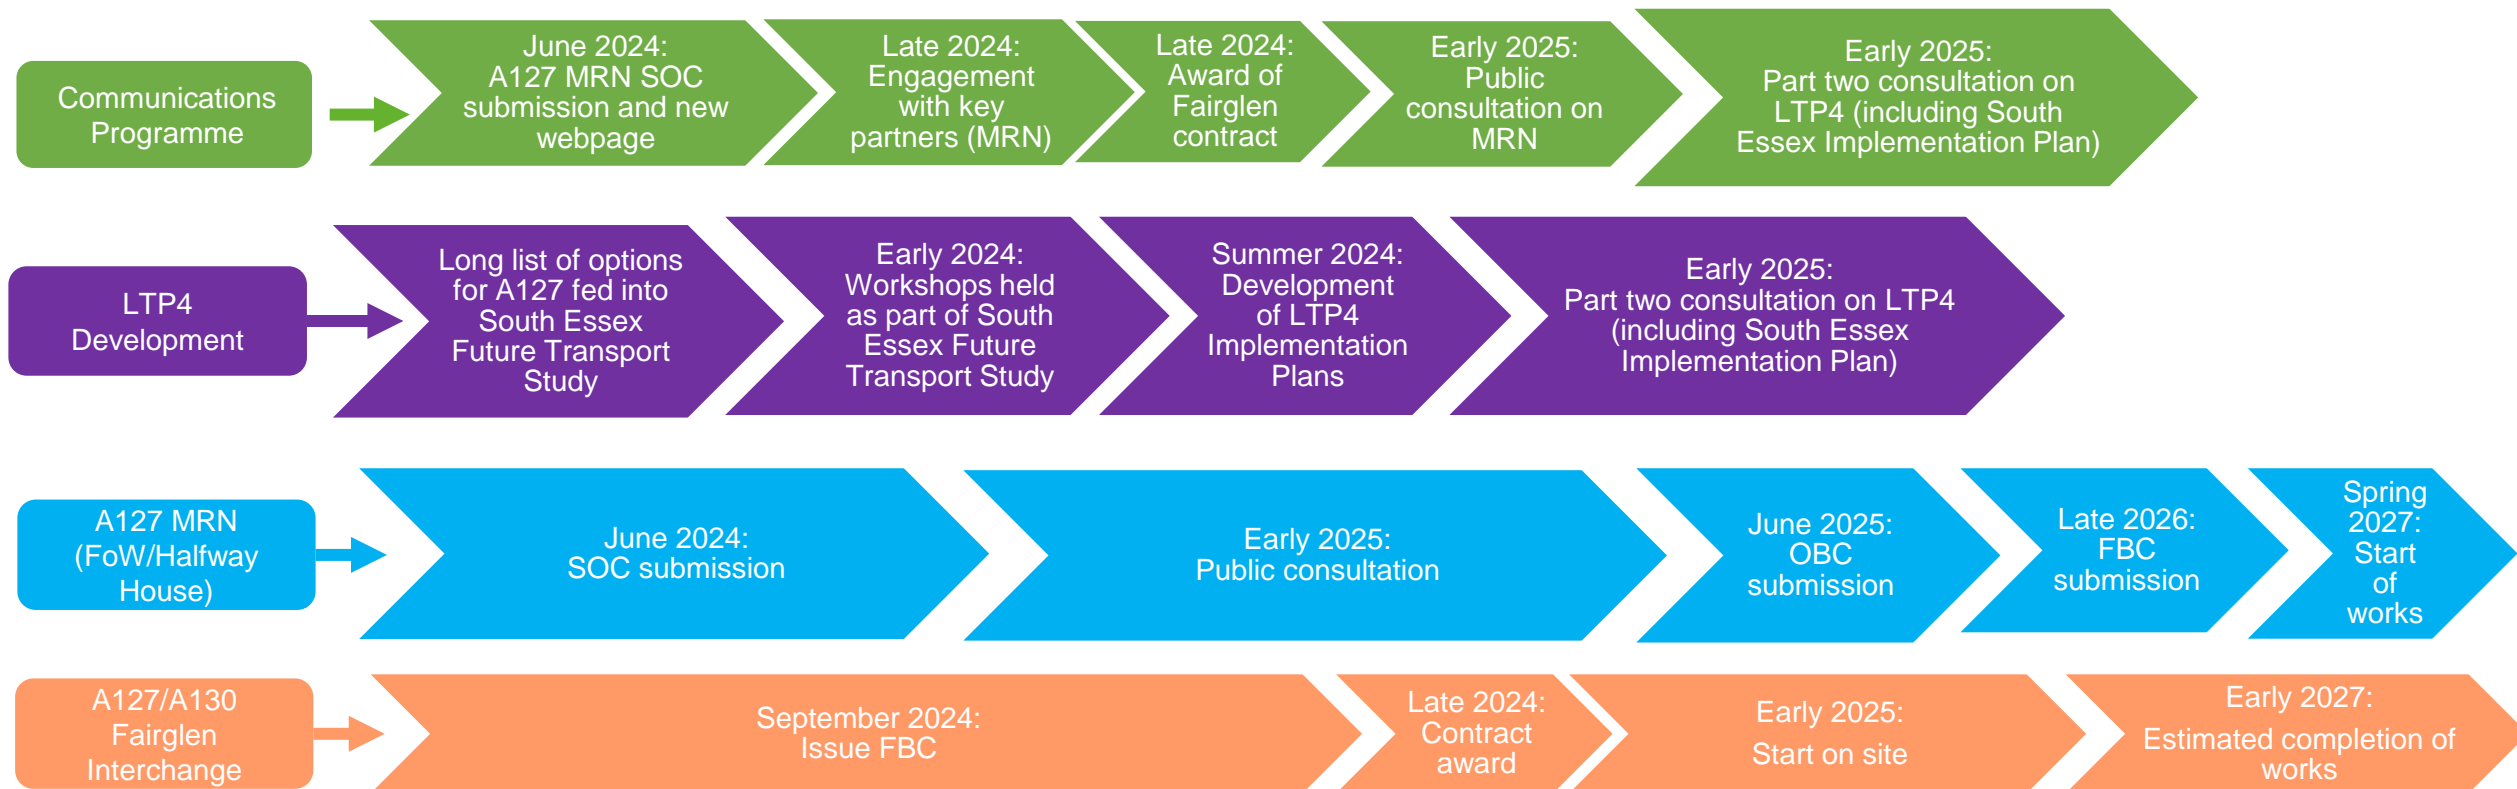 Communications
Programme
June 2024:
A127 MRN SOC
submission and new
webpage
Late 2024:
Engagement
with key
partners (MRN)
Late 2024:
Award of
Fairglen
contract
Early 2025:
Public
consultation on
MRN
Early 2025:
Part two consultation on
LTP4 (including South
Essex Implementation Plan)
LTP4
Development
Long list of options
for A127 fed into
South Essex
Future Transport
Study
Early 2024:
Workshops held
as part of South
Essex Future
Transport Study
Summer 2024:
Development
of LTP4
Implementation
Plans
Early 2025:
Part two consultation on LTP4
(including South Essex
Implementation Plan)
A127 MRN
(FoW/Halfway
House)
June 2024:
SOC submission
Early 2025:
Public consultation
June 2025:
OBC
submission
Late 2026:
FBC
submission
Spring
2027:
Start
of
works
A127/A130
Fairglen
Interchange
September 2024:
Issue FBC
Late 2024:
Contract
award
Early 2025:
Start on site
Early 2027:
Estimated completion of
works